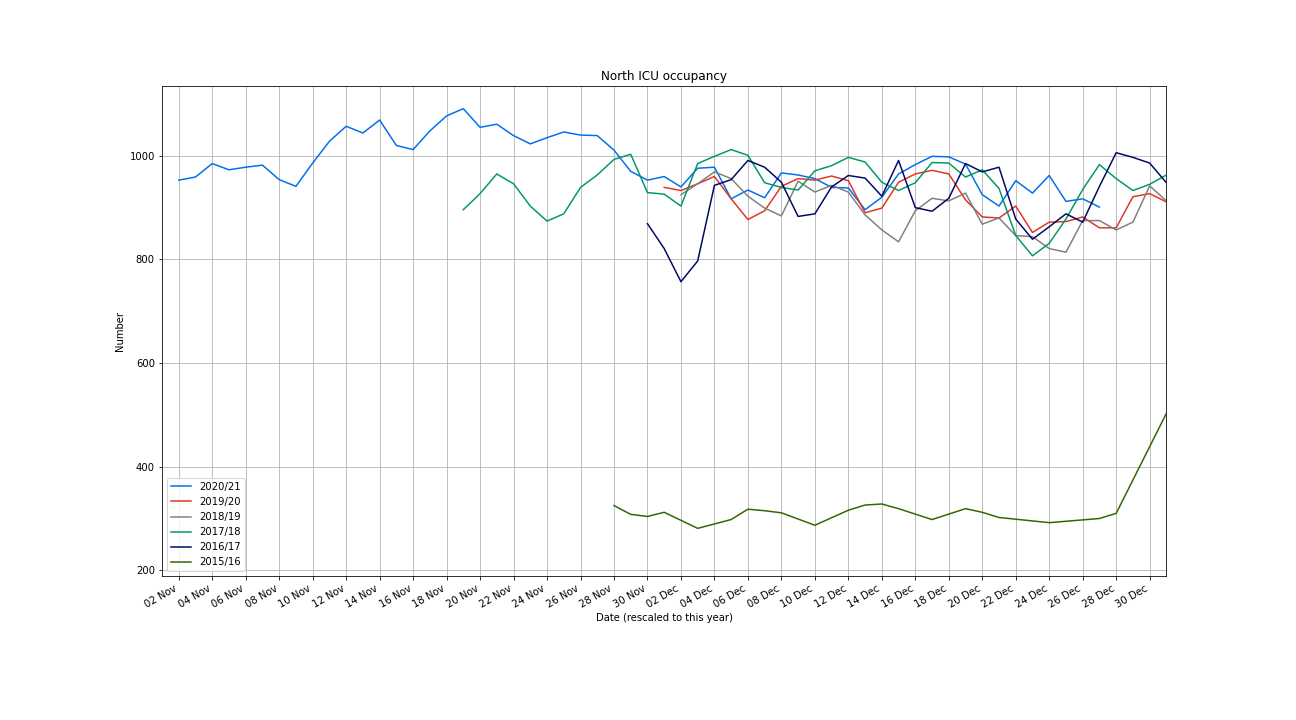 North ICU occupancy
1000
800
600
400
200
Number
2020/21
2019/20
2018/19
2017/18
2016/17
2015/16
02 Nov
04 Nov
06 Nov
08 Nov
10 Nov
12 Nov
14 Nov
16 Nov
18 Nov
20 Nov
22 Nov
24 Nov
26 Nov
28 Nov
30 Nov
02 Dec
04 Dec
06 Dec
08 Dec
10 Dec
12 Dec
14 Dec
16 Dec
18 Dec
20 Dec
22 Dec
24 Dec
26 Dec
28 Dec
30 Dec
Date (rescaled to this year)